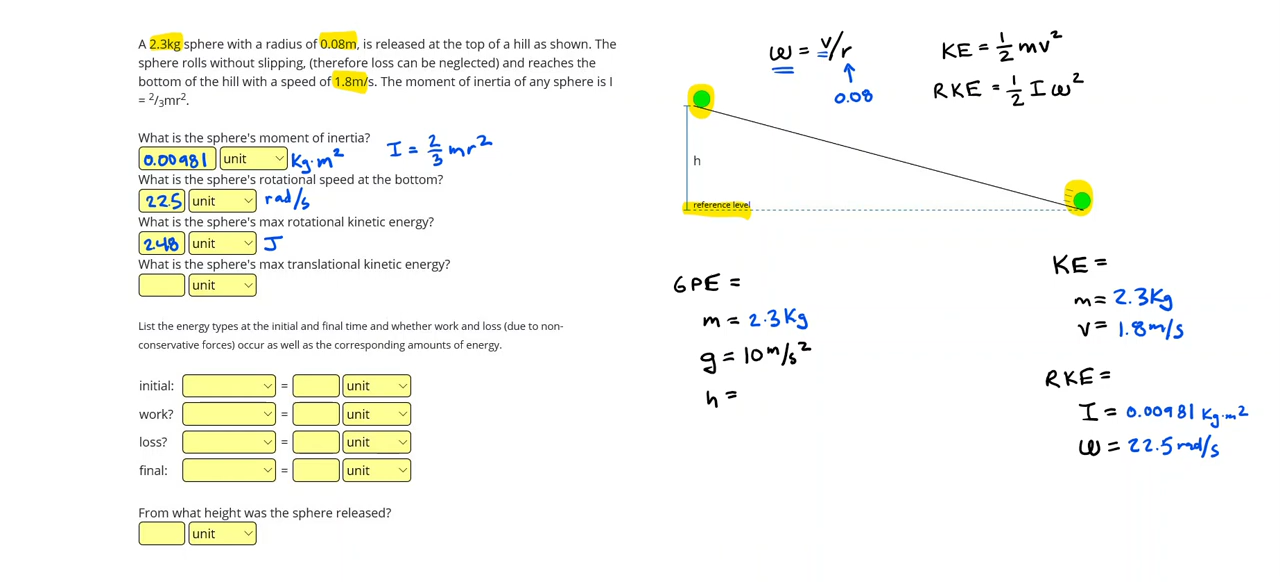 A 2.3kg sphere with a radius of 0.08m, is released at the top of a hill as shown. The
sphere rolls without slipping, (therefore loss can be neglected) and reaches the
bottom of the hill with a speed of 1.8m/s. The moment of inertia of any sphere is I
= ²/₃mr².
What is the sphere's moment of inertia?
0.00981 unit Kg·m² I = 2/3 mr²
What is the sphere's rotational speed at the bottom?
22.5 unit rad/s
What is the sphere's max rotational kinetic energy?
2.48 unit J
What is the sphere's max translational kinetic energy?
unit
List the energy types at the initial and final time and whether work and loss (due to non-
conservative forces) occur as well as the corresponding amounts of energy.
initial: = unit
work? = unit
loss? = unit
final: = unit
From what height was the sphere released?
unit
ω = v/r
0.08
KE = 1/2 mv²
RKE = 1/2 I ω²
h
reference level
GPE =
m = 2.3Kg
g = 10 m/s²
h =
KE =
m = 2.3Kg
v = 1.8m/s
RKE =
I = 0.00981 Kg·m²
ω = 22.5 rad/s